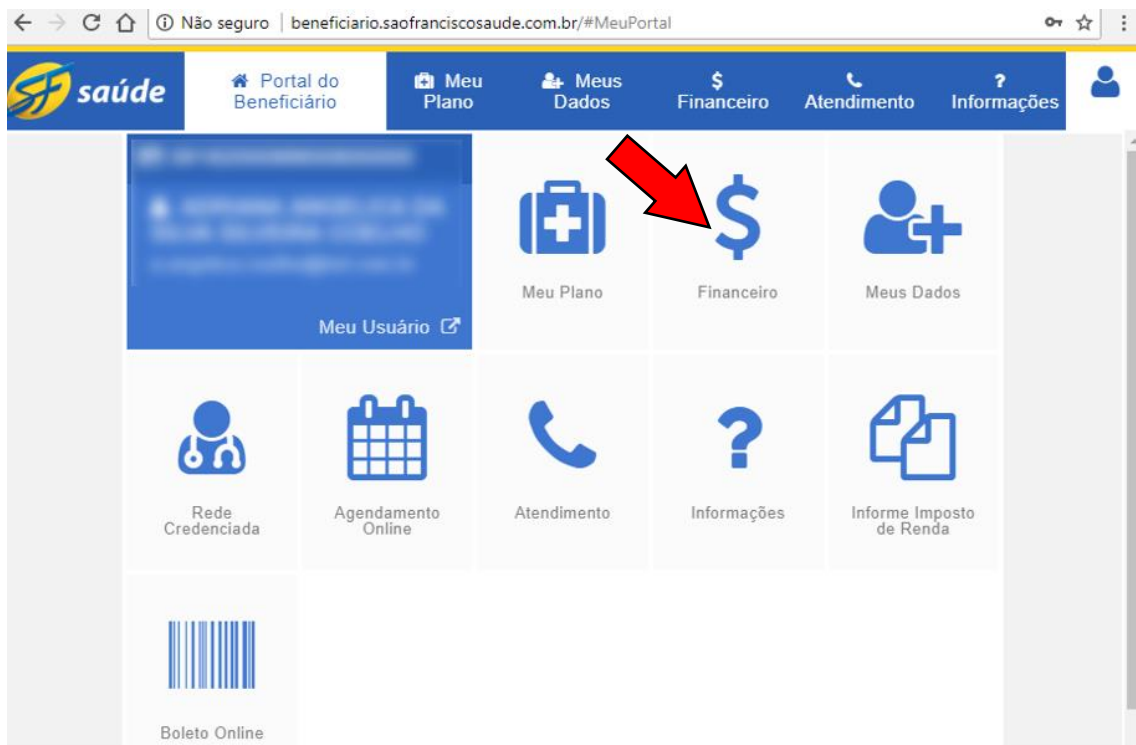 Não seguro | beneficiario.saofranciscosaude.com.br/#MeuPortal
SF saúde
Portal do
Beneficiário
Meu
Plano
Meus
Dados
$
Financeiro
Atendimento
?
Informações
Meu Usuário
Meu Plano
$
Financeiro
Meus Dados
Rede
Credenciada
Agendamento
Online
Atendimento
?
Informações
Informe Imposto
de Renda
Boleto Online